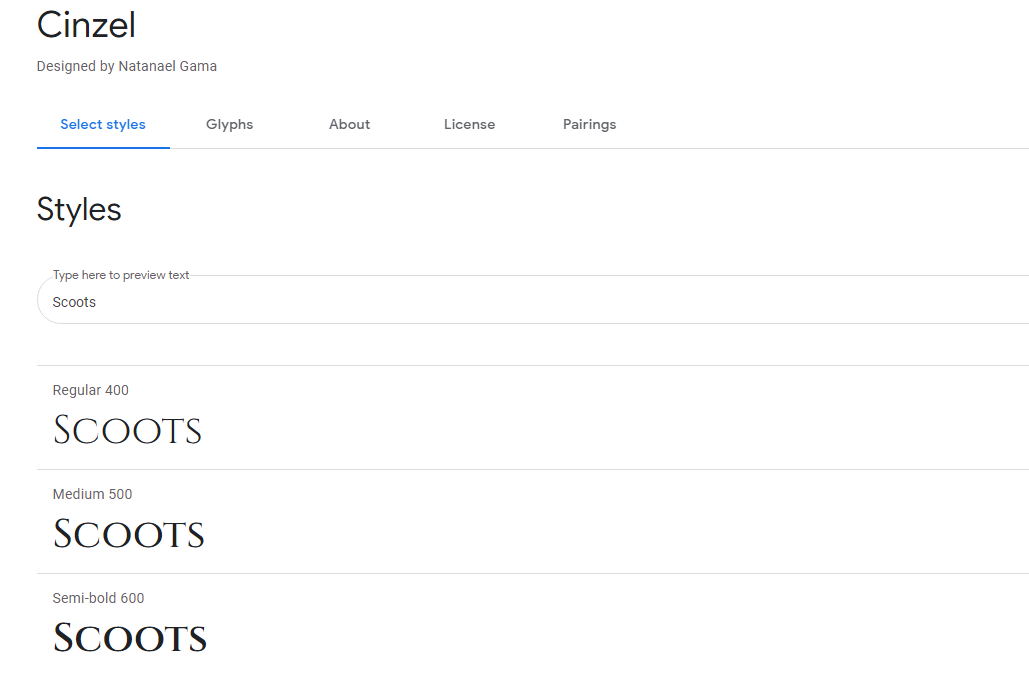 Cinzel
Designed by Natanael Gama
Select styles Glyphs About License Pairings
Styles
Type here to preview text
Scoots
Regular 400
Scoots
Medium 500
Scoots
Semi-bold 600
Scoots